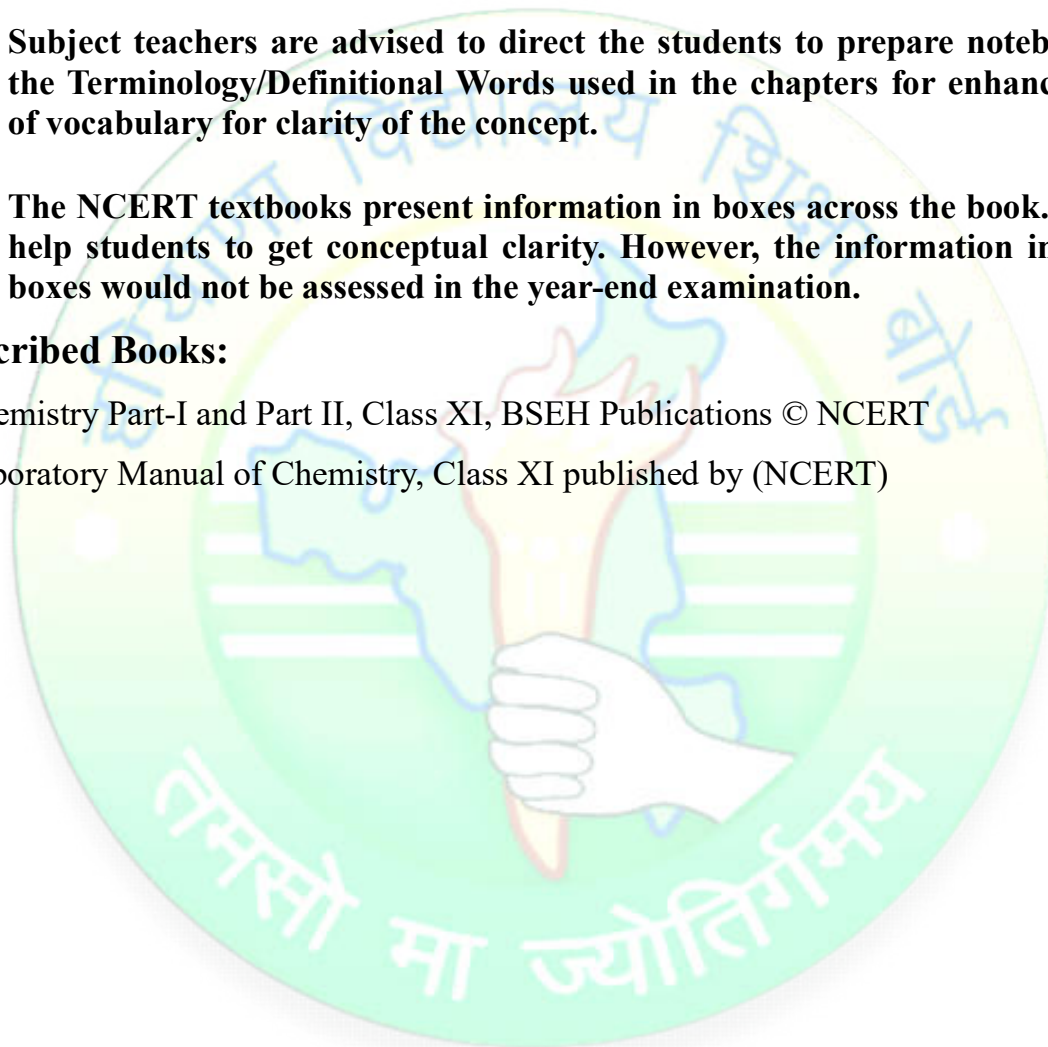 Subject teachers are advised to direct the students to prepare noteb
the Terminology/Definitional Words used in the chapters for enhanc
of vocabulary for clarity of the concept.
The NCERT textbooks present information in boxes across the book.
help students to get conceptual clarity. However, the information in
boxes would not be assessed in the year-end examination.
cribed Books:
emistry Part-I and Part II, Class XI, BSEH Publications © NCERT
boratory Manual of Chemistry, Class XI published by (NCERT)
हरियाणा विद्यालय शिक्षा बोर्ड
तमसो मा ज्योतिर्गमय